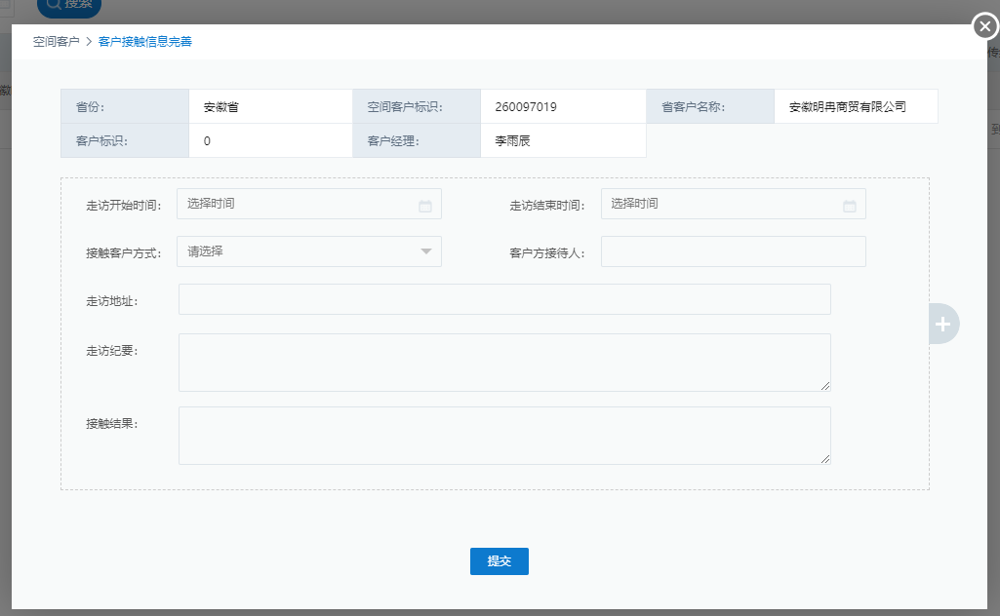 搜索
空间客户 > 客户接触信息完善
传
徽
省份: 安徽省 空间客户标识: 260097019 省客户名称: 安徽明冉商贸有限公司
客户标识: 0 客户经理: 李雨辰
到
走访开始时间: 选择时间 走访结束时间: 选择时间
接触客户方式: 请选择 客户方接待人:
走访地址:
走访纪要:
接触结果:
提交